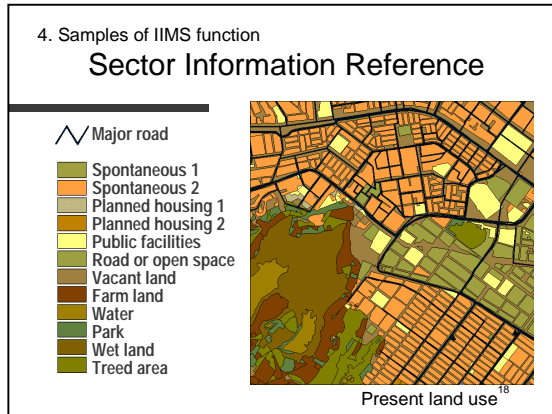 4. Samples of IIMS function
Sector Information Reference
Major road
Spontaneous 1
Spontaneous 2
Planned housing 1
Planned housing 2
Public facilities
Road or open space
Vacant land
Farm land
Water
Park
Wet land
Treed area
Present land use
18